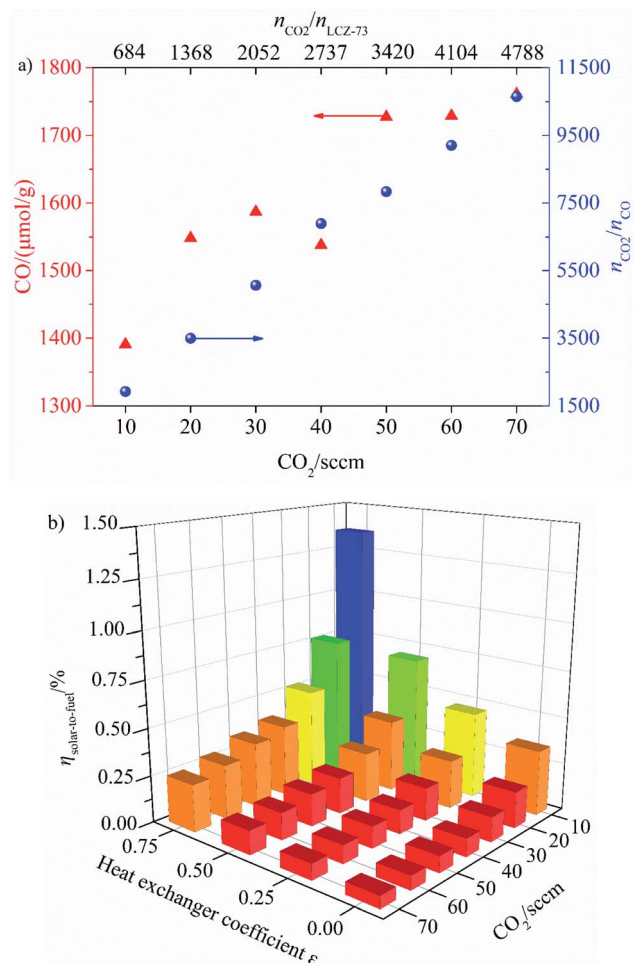 n_CO2/n_LCZ-73
684 1368 2052 2737 3420 4104 4788
a)
1800
1700
1600
1500
1400
1300
CO/(μmol/g)
11500
9500
7500
5500
3500
1500
n_CO2/n_CO
10 20 30 40 50 60 70
CO₂/sccm
b)
1.50
1.25
1.00
0.75
0.50
0.25
0.00
η_solar-to-fuel/%
0.75
0.50
0.25
0.00
Heat exchanger coefficient ε
10
20
30
40
50
60
70
CO₂/sccm